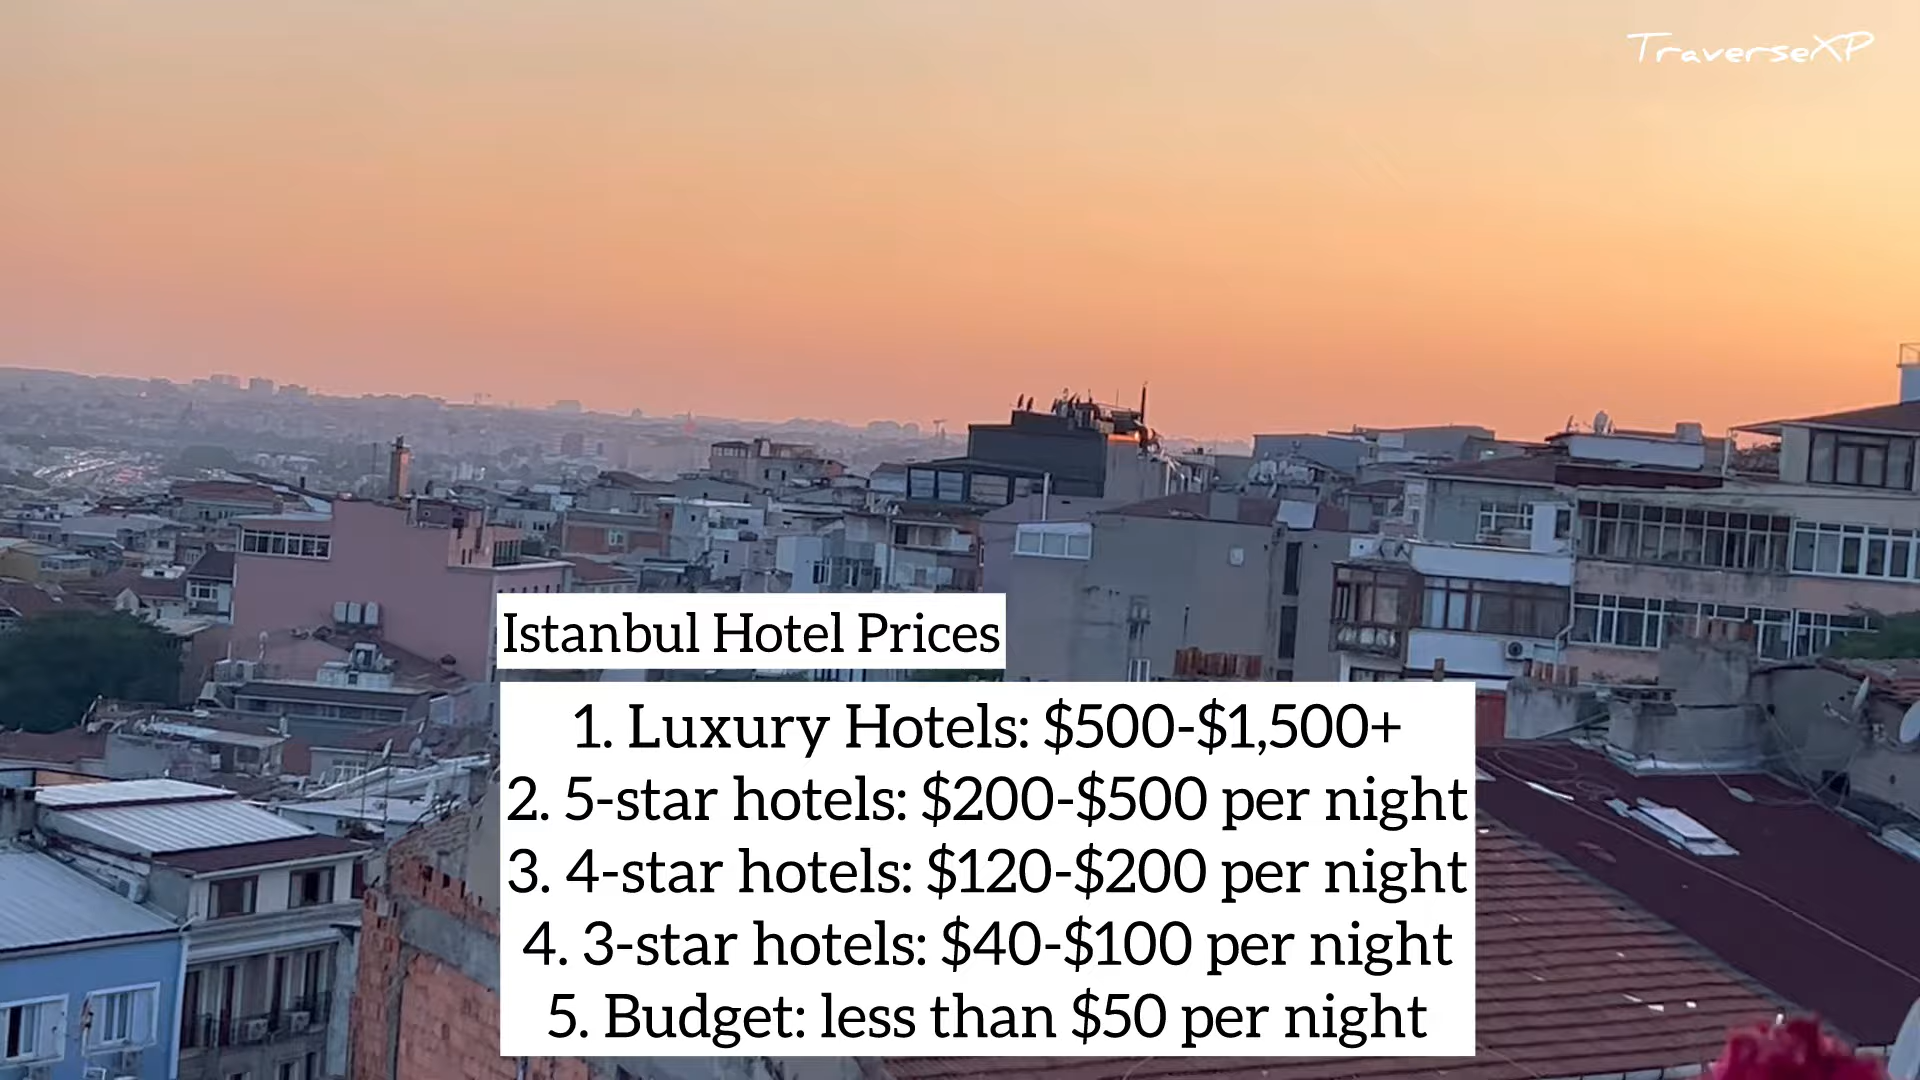 TraverseXP
Istanbul Hotel Prices
1. Luxury Hotels: $500-$1,500+
2. 5-star hotels: $200-$500 per night
3. 4-star hotels: $120-$200 per night
4. 3-star hotels: $40-$100 per night
5. Budget: less than $50 per night